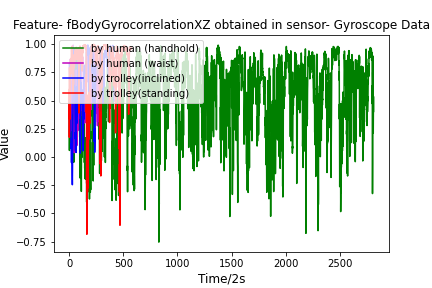 Feature- fBodyGyrocorrelationXZ obtained in sensor- Gyroscope Data
1.00
0.75
0.50
0.25
0.00
−0.25
−0.50
−0.75
Value
by human (handhold)
by human (waist)
by trolley(inclined)
by trolley(standing)
0
500
1000
1500
2000
2500
Time/2s